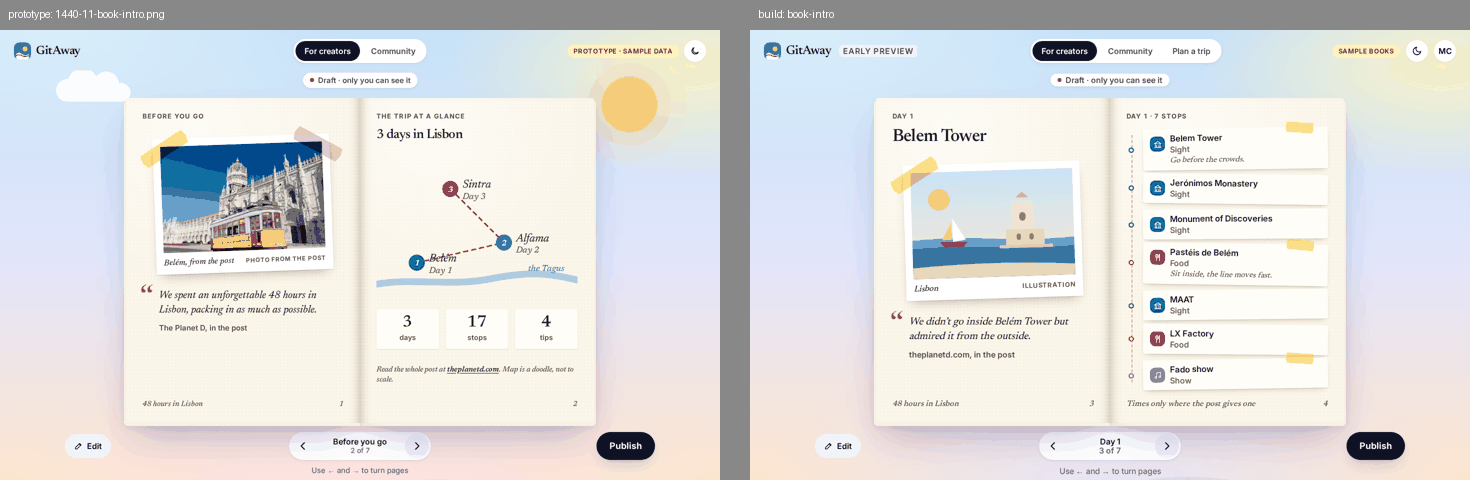 prototype: 1440-11-book-intro.png
GitAway
For creators
Community
PROTOTYPE · SAMPLE DATA
Draft · only you can see it
BEFORE YOU GO
Belém, from the post
PHOTO FROM THE POST
“ We spent an unforgettable 48 hours in
Lisbon, packing in as much as possible.
The Planet D, in the post
48 hours in Lisbon
1
THE TRIP AT A GLANCE
3 days in Lisbon
3
Sintra
Day 3
2
Alfama
Day 2
1
Belém
Day 1
the Tagus
3
days
17
stops
4
tips
Read the whole post at theplanetd.com. Map is a doodle, not to
scale.
2
Edit
Before you go
2 of 7
Publish
Use ← and → to turn pages
build: book-intro
GitAway
EARLY PREVIEW
For creators
Community
Plan a trip
SAMPLE BOOKS
MC
Draft · only you can see it
DAY 1
Belem Tower
Lisbon
ILLUSTRATION
“ We didn't go inside Belém Tower but
admired it from the outside.
theplanetd.com, in the post
48 hours in Lisbon
3
DAY 1 · 7 STOPS
Belem Tower
Sight
Go before the crowds.
Jerónimos Monastery
Sight
Monument of Discoveries
Sight
Pastéis de Belém
Food
Sit inside, the line moves fast.
MAAT
Sight
LX Factory
Food
Fado show
Show
Times only where the post gives one
4
Edit
Day 1
3 of 7
Publish
Use ← and → to turn pages